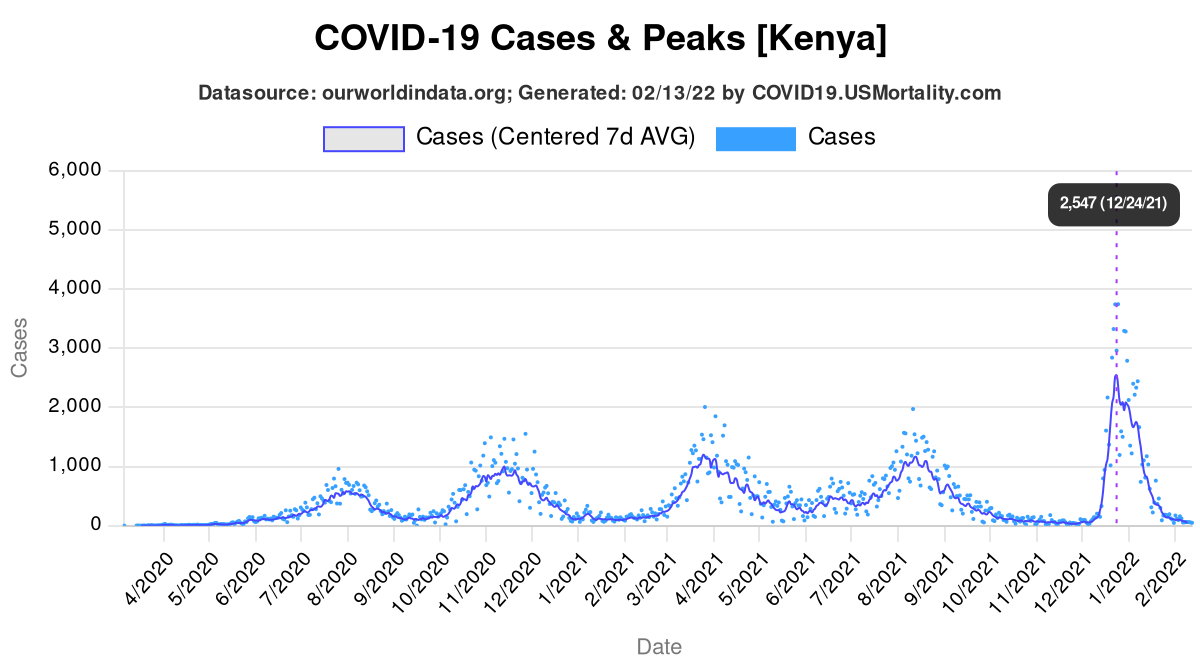 COVID-19 Cases & Peaks [Kenya]
Datasource: ourworldindata.org; Generated: 02/13/22 by COVID19.USMortality.com
Cases (Centered 7d AVG) Cases
6,000
2,547 (12/24/21)
5,000
4,000
3,000
2,000
1,000
0
Cases
4/2020 5/2020 6/2020 7/2020 8/2020 9/2020 10/2020 11/2020 12/2020 1/2021 2/2021 3/2021 4/2021 5/2021 6/2021 7/2021 8/2021 9/2021 10/2021 11/2021 12/2021 1/2022 2/2022
Date